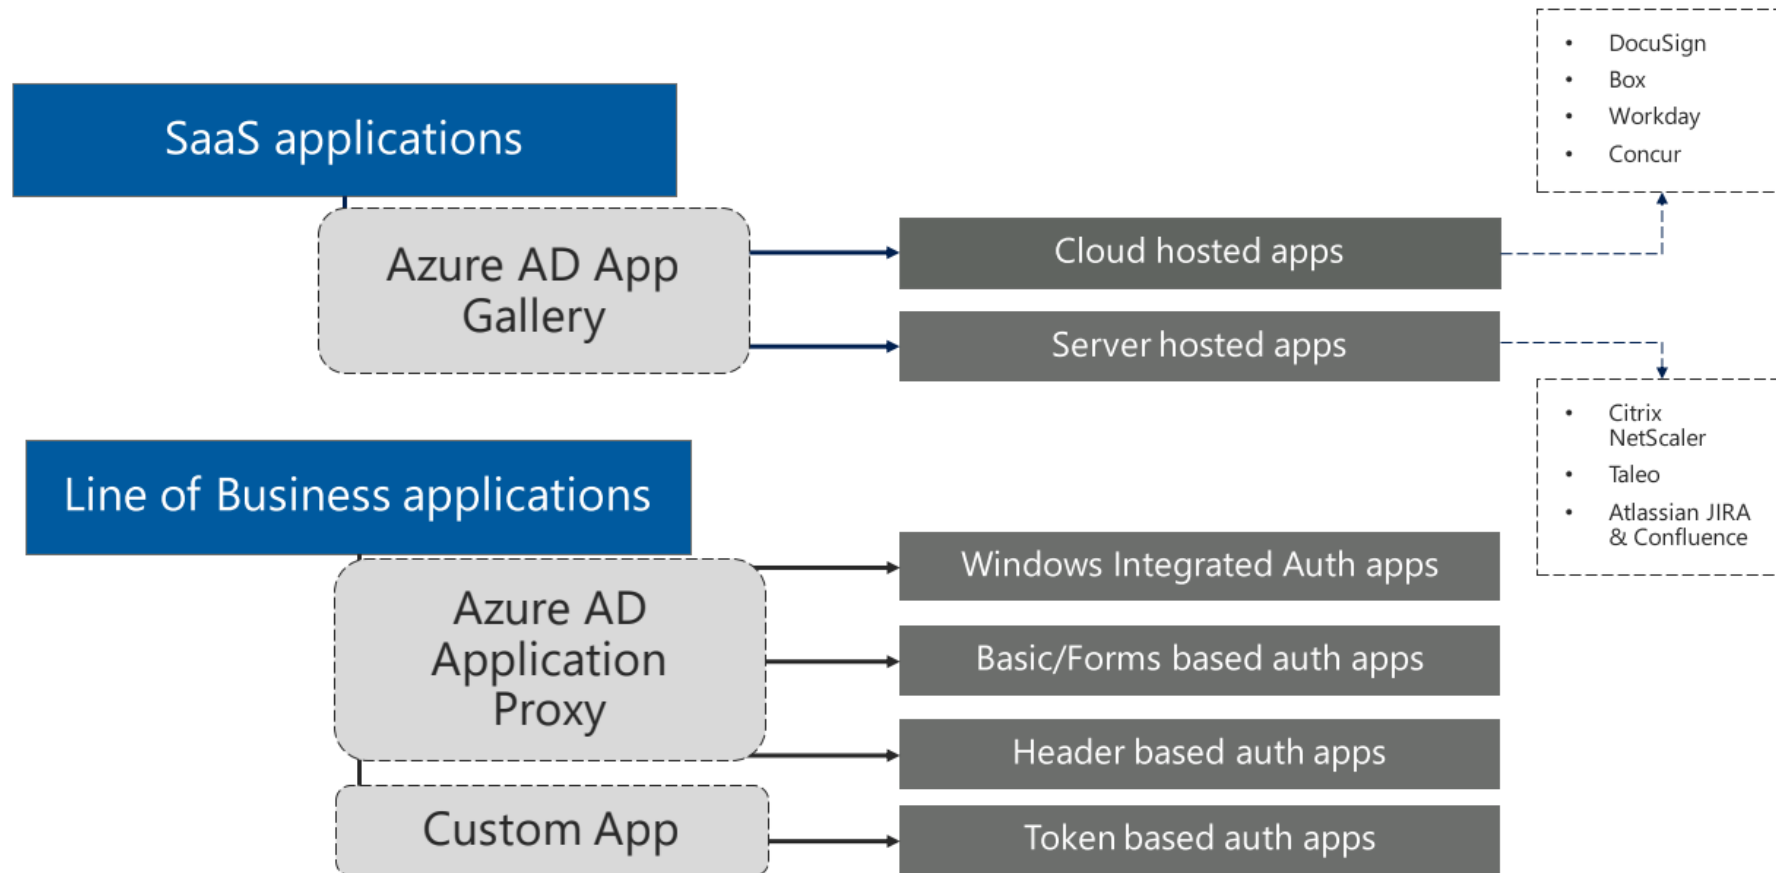 SaaS applications
Azure AD App
Gallery
Cloud hosted apps
• DocuSign
• Box
• Workday
• Concur
Server hosted apps
• Citrix
NetScaler
• Taleo
• Atlassian JIRA
& Confluence
Line of Business applications
Azure AD
Application
Proxy
Windows Integrated Auth apps
Basic/Forms based auth apps
Header based auth apps
Custom App
Token based auth apps